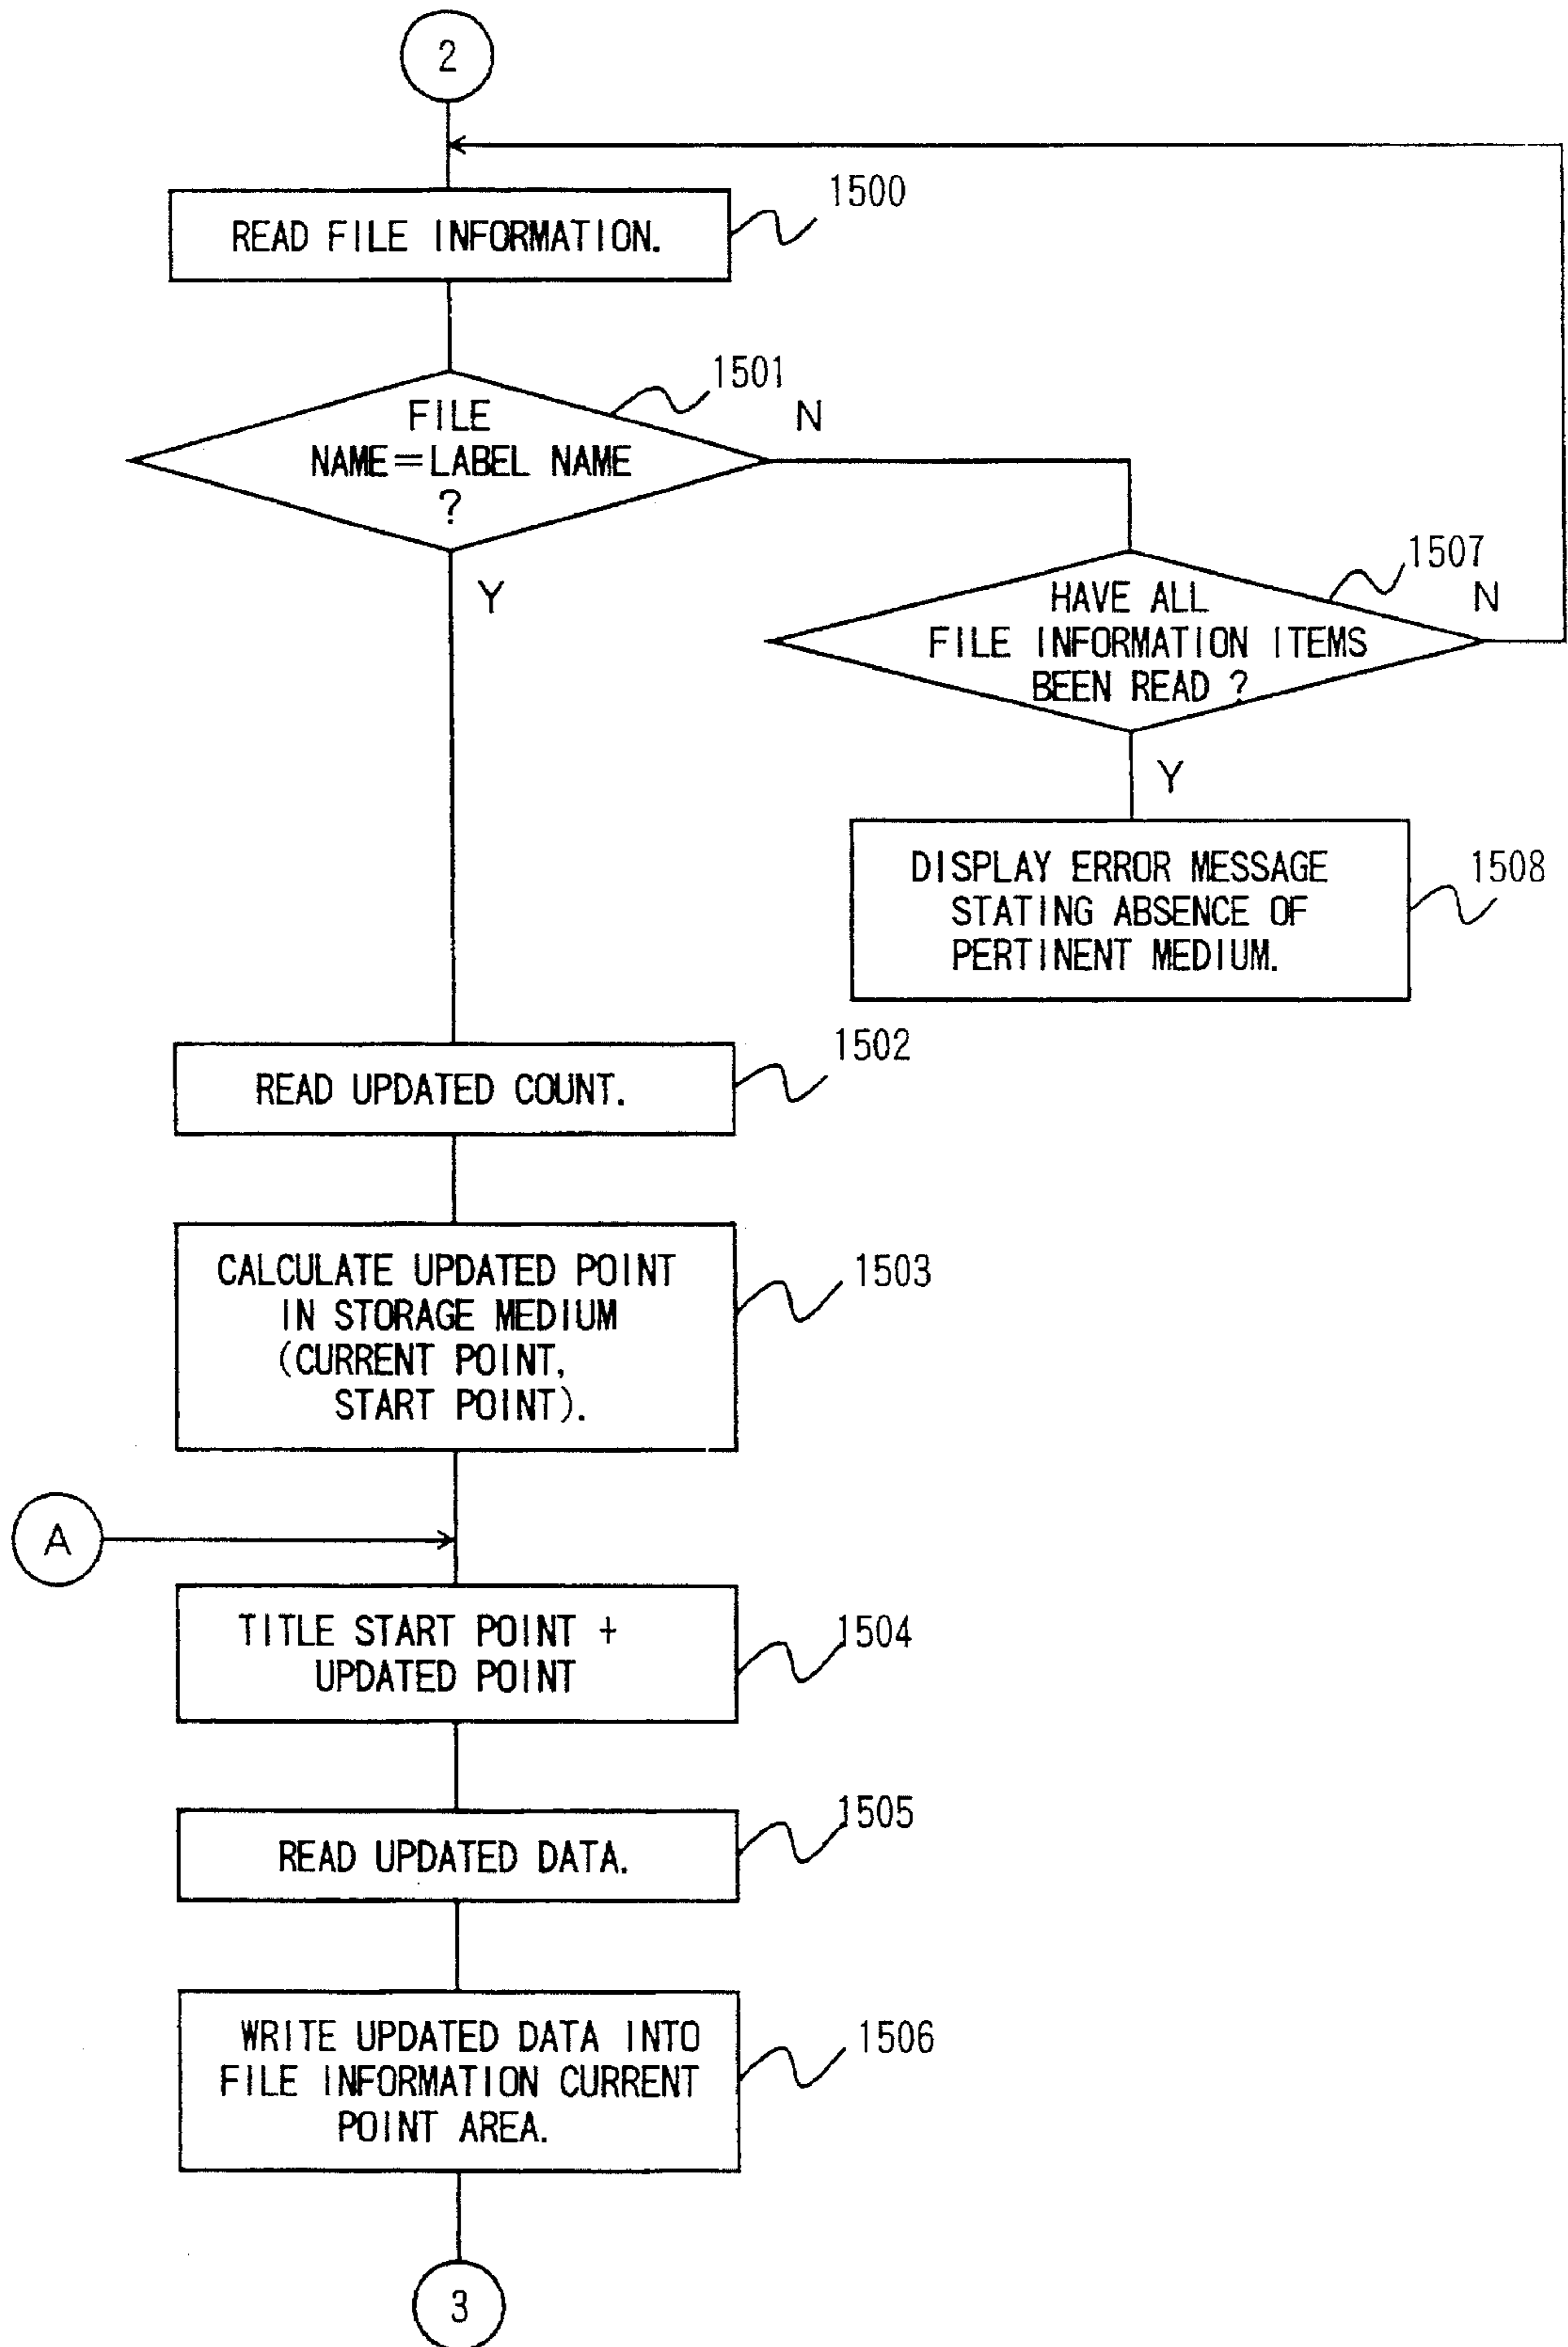 2
1500
READ FILE INFORMATION.
1501
FILE
NAME=LABEL NAME
?
N
Y
1507
HAVE ALL
FILE INFORMATION ITEMS
BEEN READ ?
N
Y
DISPLAY ERROR MESSAGE
STATING ABSENCE OF
PERTINENT MEDIUM.
1508
1502
READ UPDATED COUNT.
CALCULATE UPDATED POINT
IN STORAGE MEDIUM
(CURRENT POINT,
START POINT).
1503
A
TITLE START POINT +
UPDATED POINT
1504
1505
READ UPDATED DATA.
WRITE UPDATED DATA INTO
FILE INFORMATION CURRENT
POINT AREA.
1506
3